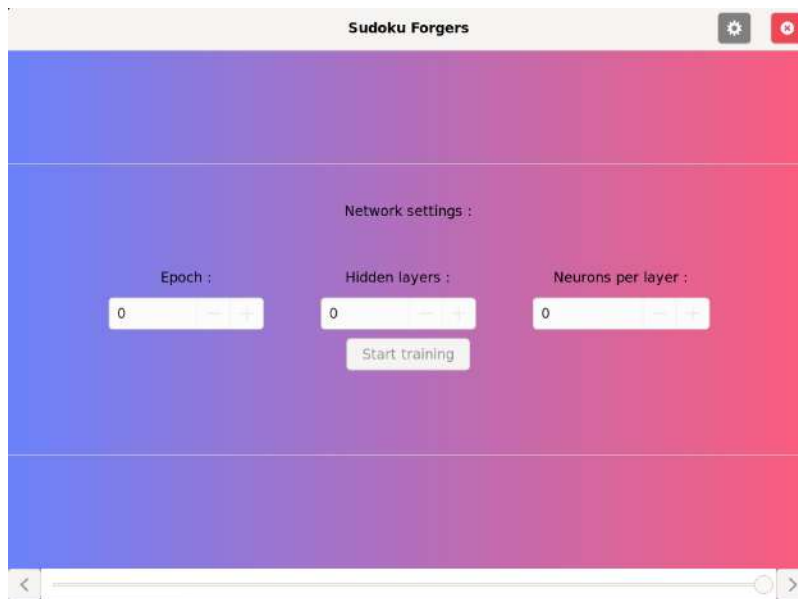 Sudoku Forgers
Network settings :
Epoch :
Hidden layers :
Neurons per layer :
0
0
0
Start training